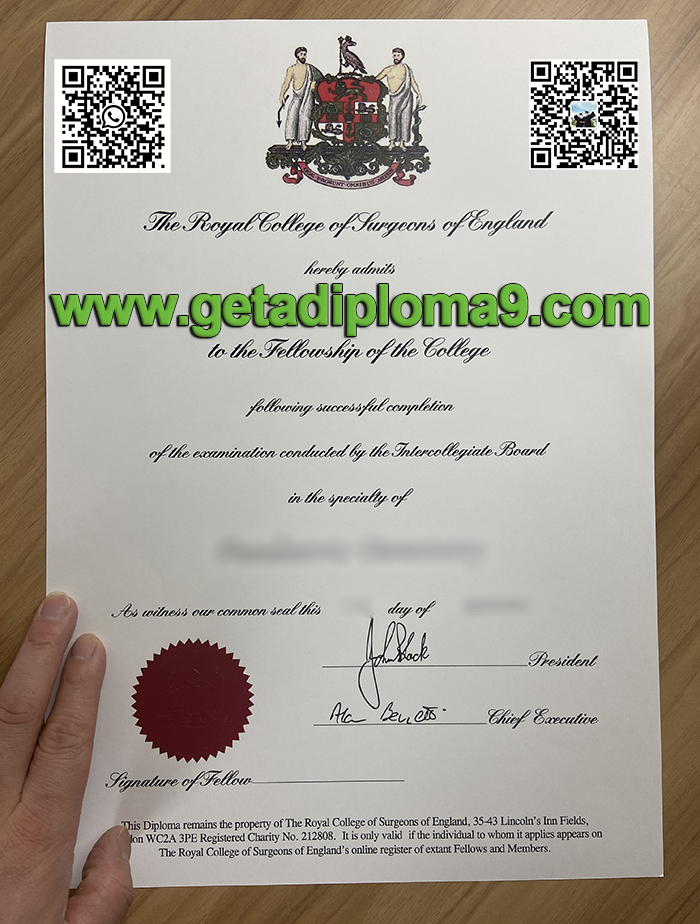 The Royal College of Surgeons of England
hereby admits
www.getadiploma9.com
to the Fellowship of the College
following successful completion
of the examination conducted by the Intercollegiate Board
in the specialty of
As witness our common seal this day of
President
Chief Executive
Signature of Fellow
This Diploma remains the property of The Royal College of Surgeons of England, 35-43 Lincoln's Inn Fields,
don WC2A 3PE Registered Charity No. 212808. It is only valid if the individual to whom it applies appears on
The Royal College of Surgeons of England's online register of extant Fellows and Members.